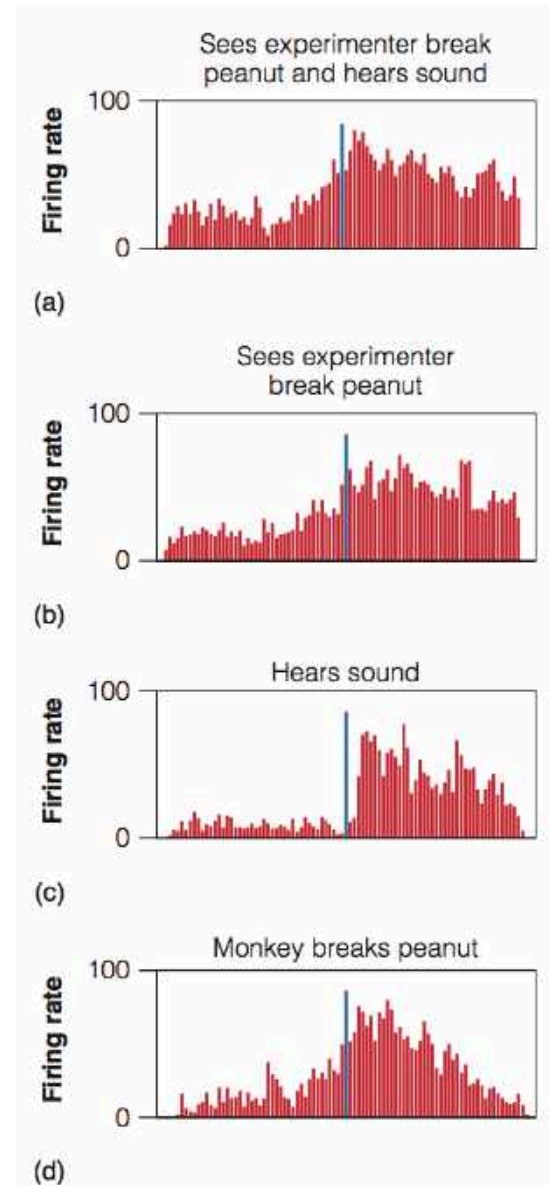 Sees experimenter break
peanut and hears sound
100
Firing rate
0
(a)
Sees experimenter
break peanut
100
Firing rate
0
(b)
Hears sound
100
Firing rate
0
(c)
Monkey breaks peanut
100
Firing rate
0
(d)